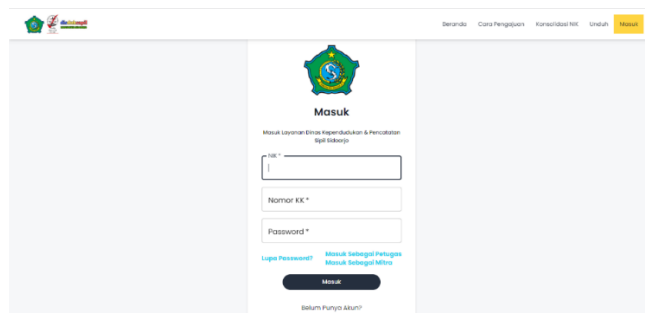 Beranda Cara Pengajuan Konsolidasi NIK Unduh Masuk
Masuk
Masuk Layanan Dinas Kependudukan & Pencatatan
Sipil Sidoarjo
NIK *
Nomor KK *
Password *
Lupa Password? Masuk Sebagai Petugas
Masuk Sebagai Mitra
Masuk
Belum Punya Akun?